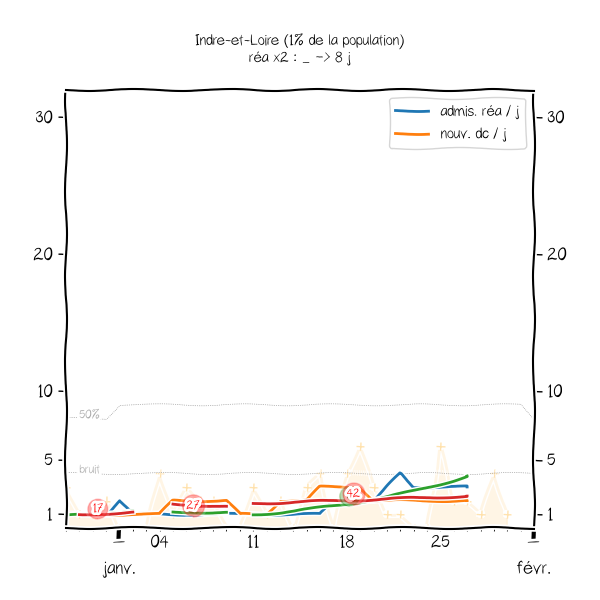 Indre-et-Loire (1% de la population)
réa x2 : _ -> 8 j
admis. réa / j
nouv. dc / j
30
30
20
20
10
10
50%
5
bruit
5
1
17
27
42
1
04
11
18
25
janv.
févr.